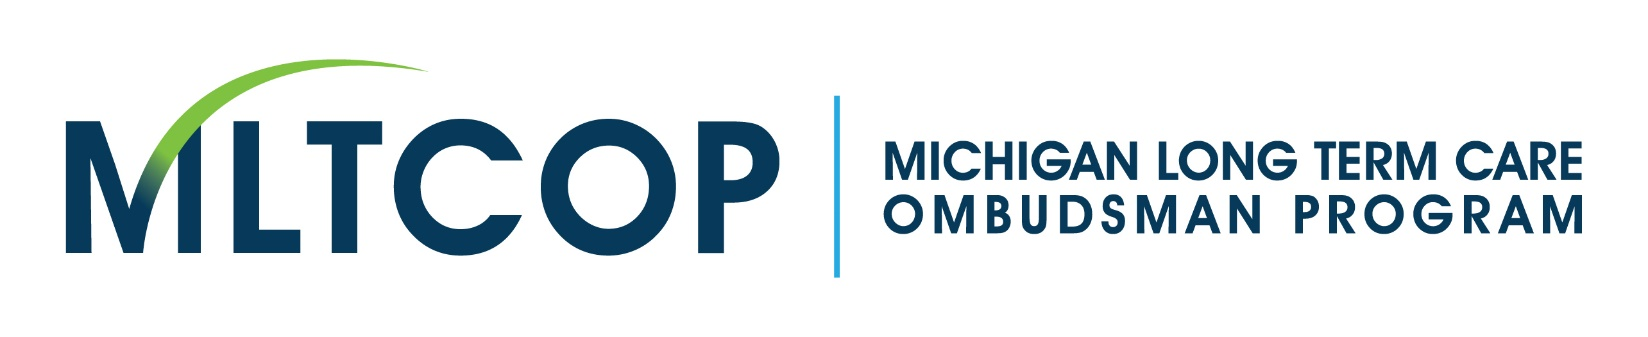 MLTCOP
MICHIGAN LONG TERM CARE
OMBUDSMAN PROGRAM